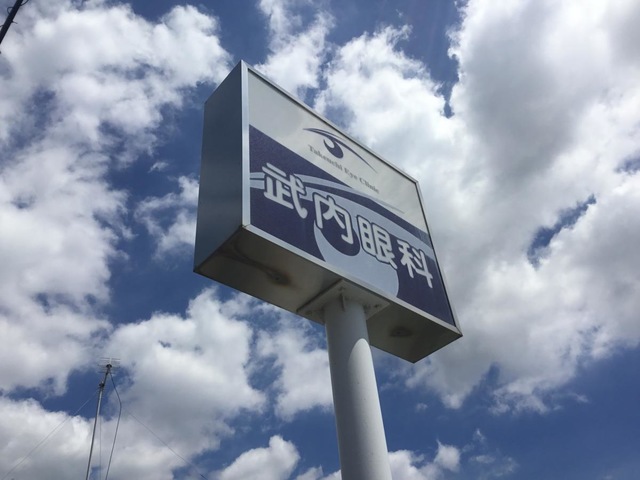 Takeuchi Eye Clinic
武内眼科